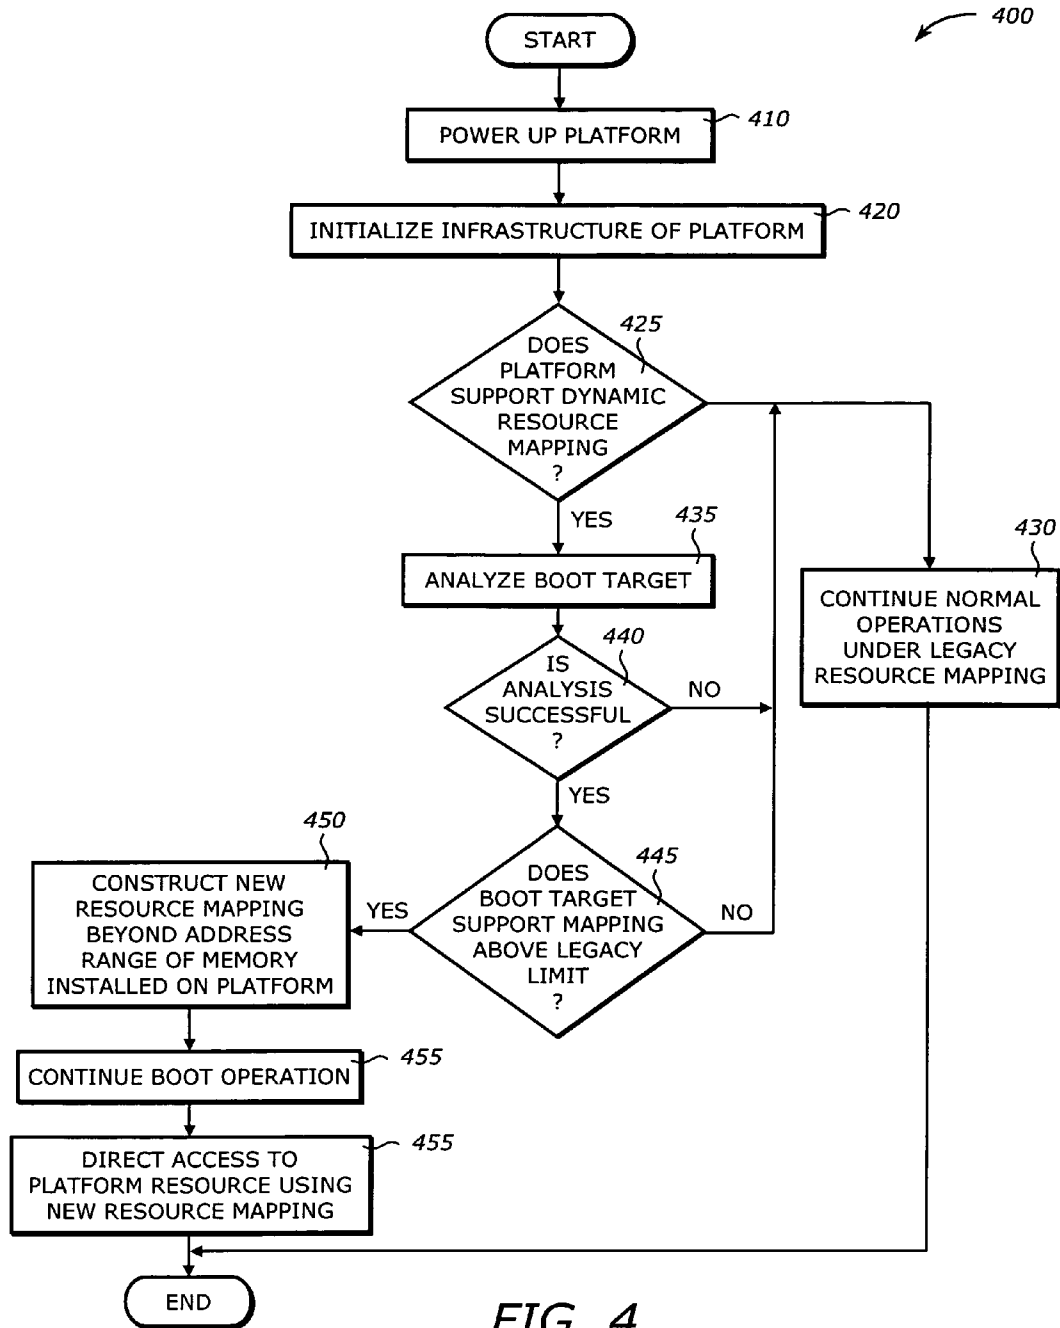 400
START
POWER UP PLATFORM
410
INITIALIZE INFRASTRUCTURE OF PLATFORM
420
425
DOES
PLATFORM
SUPPORT DYNAMIC
RESOURCE
MAPPING
?
YES
435
ANALYZE BOOT TARGET
430
CONTINUE NORMAL
OPERATIONS
UNDER LEGACY
RESOURCE MAPPING
440
IS
ANALYSIS
SUCCESSFUL
?
NO
YES
445
DOES
BOOT TARGET
SUPPORT MAPPING
ABOVE LEGACY
LIMIT
?
NO
YES
450
CONSTRUCT NEW
RESOURCE MAPPING
BEYOND ADDRESS
RANGE OF MEMORY
INSTALLED ON PLATFORM
CONTINUE BOOT OPERATION
455
DIRECT ACCESS TO
PLATFORM RESOURCE USING
NEW RESOURCE MAPPING
455
END
FIG. 4